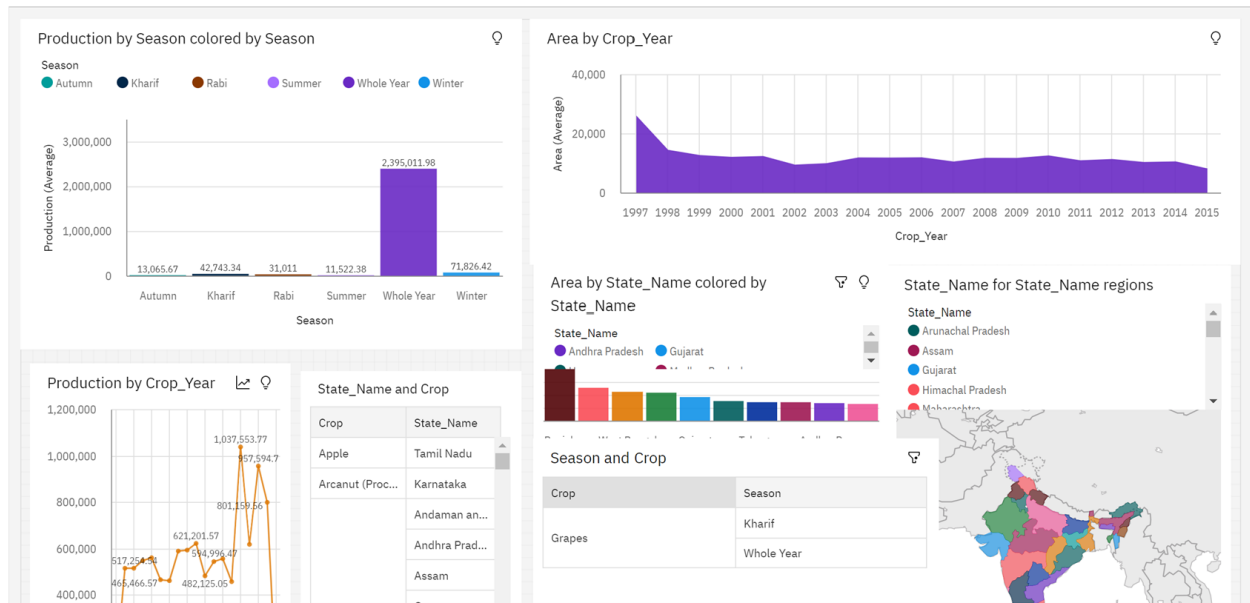 Production by Season colored by Season
Season
Autumn Kharif Rabi Summer Whole Year Winter
Production (Average)
3,000,000
2,000,000
1,000,000
0
13,065.67 42,743.34 31,011 11,522.38 2,395,011.98 71,826.42
Autumn Kharif Rabi Summer Whole Year Winter
Season
Area by Crop_Year
Area (Average)
40,000
20,000
0
1997 1998 1999 2000 2001 2002 2003 2004 2005 2006 2007 2008 2009 2010 2011 2012 2013 2014 2015
Crop_Year
Area by State_Name colored by
State_Name
State_Name
Andhra Pradesh Gujarat
State_Name for State_Name regions
State_Name
Arunachal Pradesh
Assam
Gujarat
Himachal Pradesh
Maharashtra
Production by Crop_Year
1,200,000
1,000,000
800,000
600,000
400,000
1,037,553.77
957,594.7
801,159.56
621,201.57
594,996.47
517,254.54
465,466.57
482,125.05
State_Name and Crop
Crop State_Name
Apple Tamil Nadu
Arcanut (Proc... Karnataka
Andaman an...
Andhra Prad...
Assam
Season and Crop
Crop Season
Grapes Kharif
Whole Year